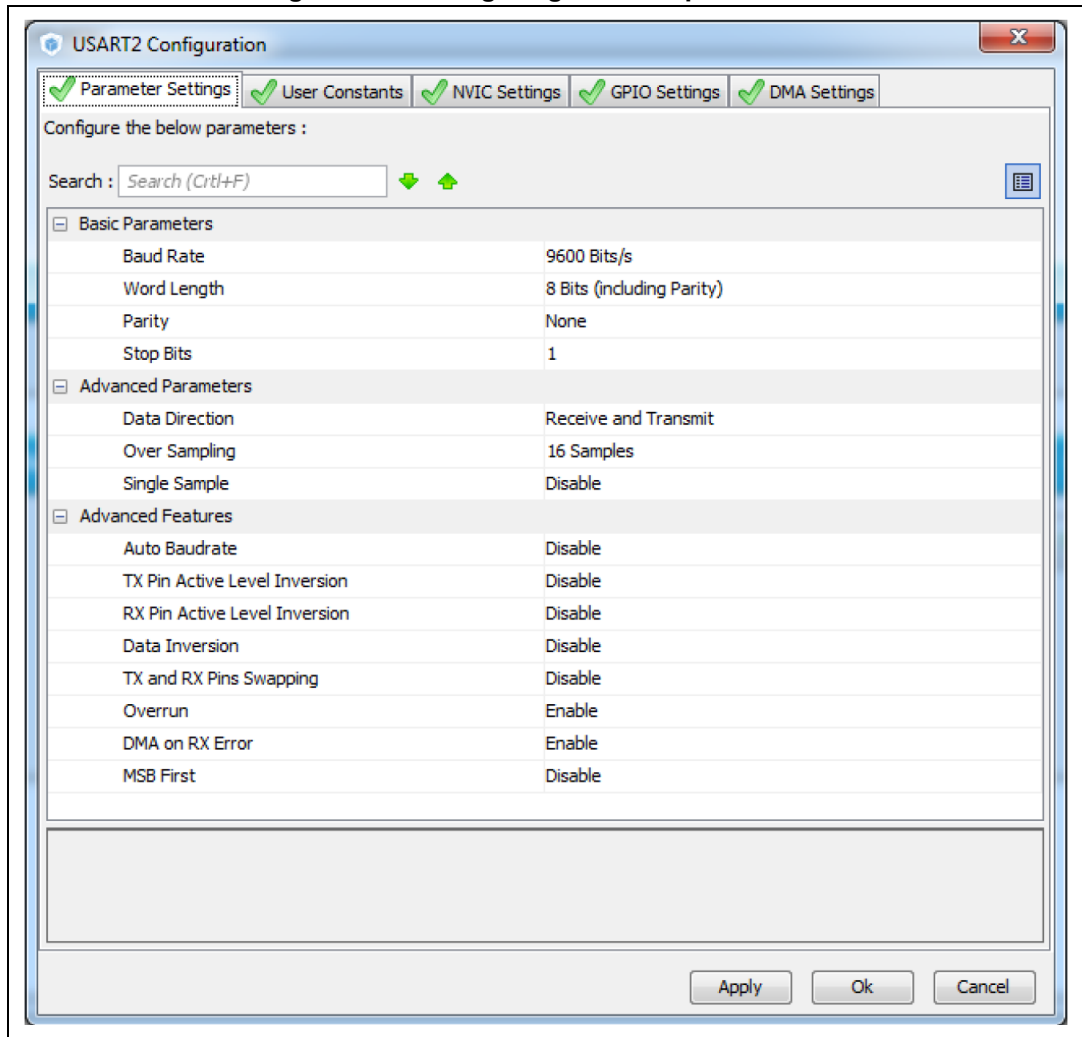 USART2 Configuration
Parameter Settings User Constants NVIC Settings GPIO Settings DMA Settings
Configure the below parameters :
Search : Search (Crtl+F)
Basic Parameters
Baud Rate 9600 Bits/s
Word Length 8 Bits (including Parity)
Parity None
Stop Bits 1
Advanced Parameters
Data Direction Receive and Transmit
Over Sampling 16 Samples
Single Sample Disable
Advanced Features
Auto Baudrate Disable
TX Pin Active Level Inversion Disable
RX Pin Active Level Inversion Disable
Data Inversion Disable
TX and RX Pins Swapping Disable
Overrun Enable
DMA on RX Error Enable
MSB First Disable
Apply Ok Cancel